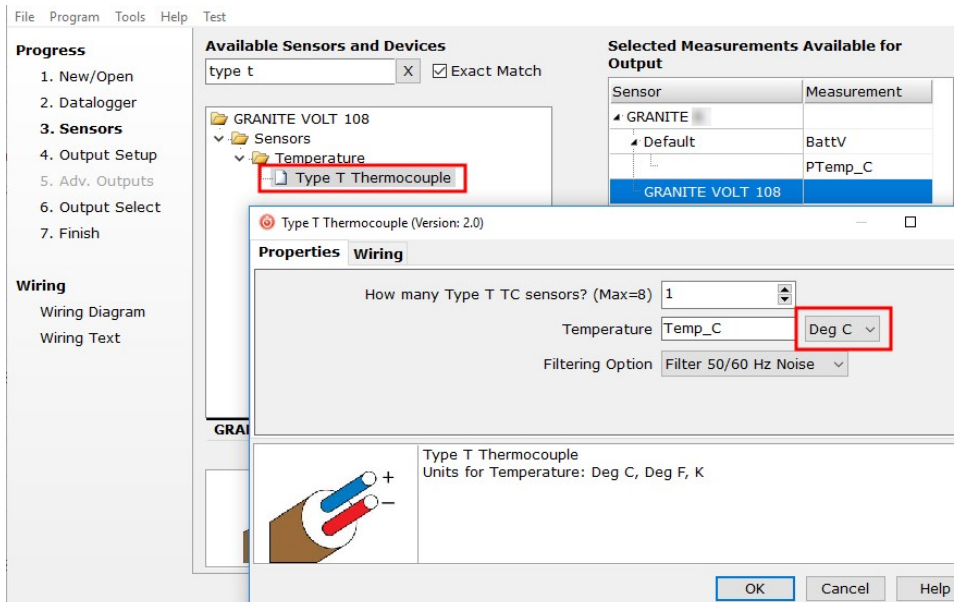 File Program Tools Help Test
Progress
1. New/Open
2. Datalogger
3. Sensors
4. Output Setup
5. Adv. Outputs
6. Output Select
7. Finish
Wiring
Wiring Diagram
Wiring Text
Available Sensors and Devices
type t X Exact Match
GRANITE VOLT 108
Sensors
Temperature
Type T Thermocouple
Selected Measurements Available for
Output
Sensor Measurement
GRANITE
Default BattV
PTemp_C
GRANITE VOLT 108
Type T Thermocouple (Version: 2.0)
Properties Wiring
How many Type T TC sensors? (Max=8) 1
Temperature Temp_C Deg C
Filtering Option Filter 50/60 Hz Noise
Type T Thermocouple
Units for Temperature: Deg C, Deg F, K
+
−
OK Cancel Help